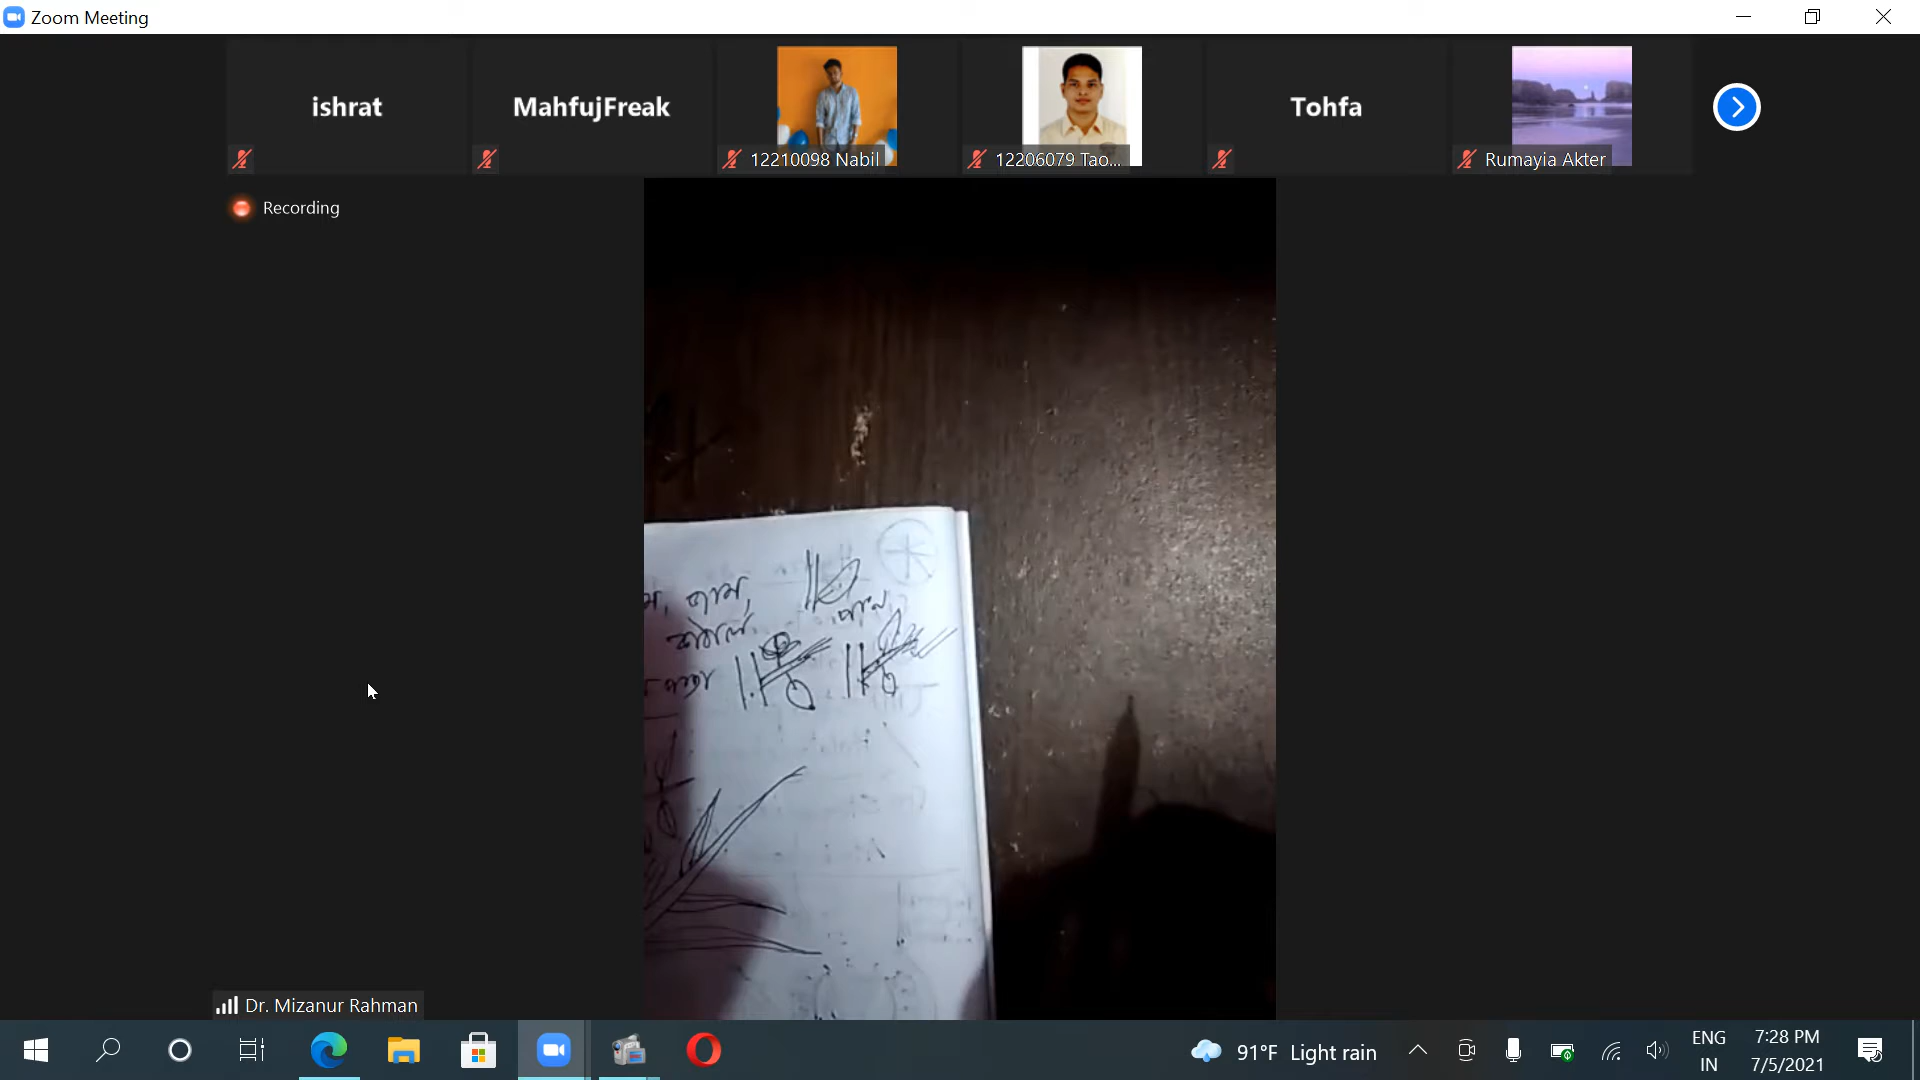 Zoom Meeting
ishrat
MahfujFreak
12210098 Nabil
12206079 Tao...
Tohfa
Rumayia Akter
Recording
জাম,
পান,
কাঠাল
Dr. Mizanur Rahman
91°F Light rain
ENG
IN
7:28 PM
7/5/2021